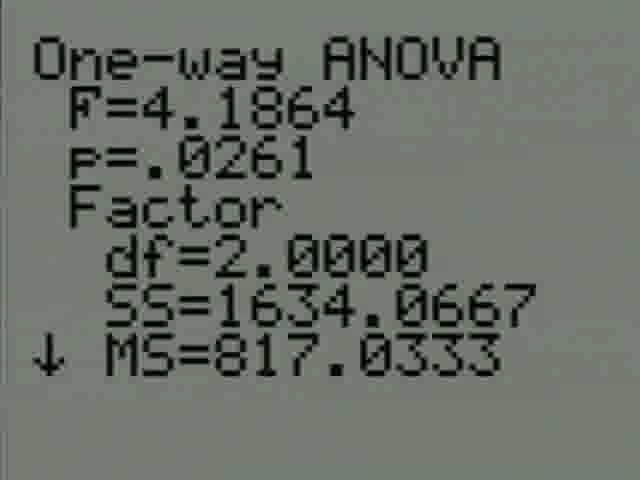 One-way ANOVA
F=4.1864
p=.0261
Factor
df=2.0000
SS=1634.0667
↓ MS=817.0333